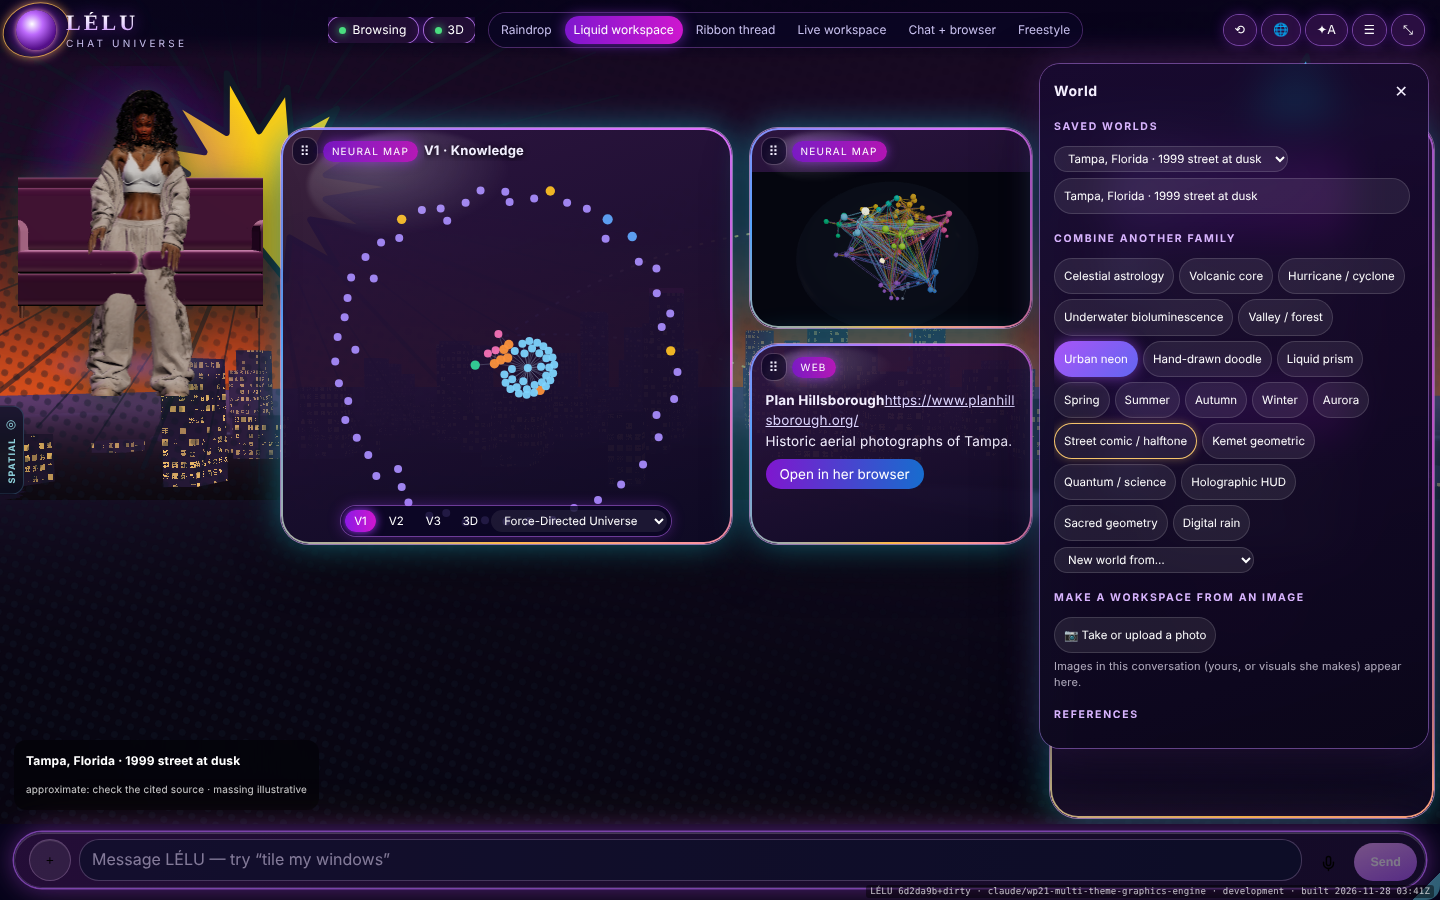 LÉLU
CHAT UNIVERSE
Browsing
3D
Raindrop
Liquid workspace
Ribbon thread
Live workspace
Chat + browser
Freestyle
✦A
World
SAVED WORLDS
Tampa, Florida · 1999 street at dusk
Tampa, Florida · 1999 street at dusk
COMBINE ANOTHER FAMILY
Celestial astrology Volcanic core Hurricane / cyclone
Underwater bioluminescence Valley / forest
Urban neon Hand-drawn doodle Liquid prism
Spring Summer Autumn Winter Aurora
Street comic / halftone Kemet geometric
Quantum / science Holographic HUD
Sacred geometry Digital rain
New world from...
MAKE A WORKSPACE FROM AN IMAGE
Take or upload a photo
Images in this conversation (yours, or visuals she makes) appear
here.
REFERENCES
NEURAL MAP V1 · Knowledge
V1 V2 V3 3D Force-Directed Universe
NEURAL MAP
WEB
Plan Hillsboroughhttps://www.planhill
sborough.org/
Historic aerial photographs of Tampa.
Open in her browser
SPATIAL
Tampa, Florida · 1999 street at dusk
approximate: check the cited source · massing illustrative
+
Message LÉLU — try “tile my windows”
Send
LÉLU 6d2da9b+dirty · claude/wp21-multi-theme-graphics-engine · development · built 2026-11-28 03:41Z